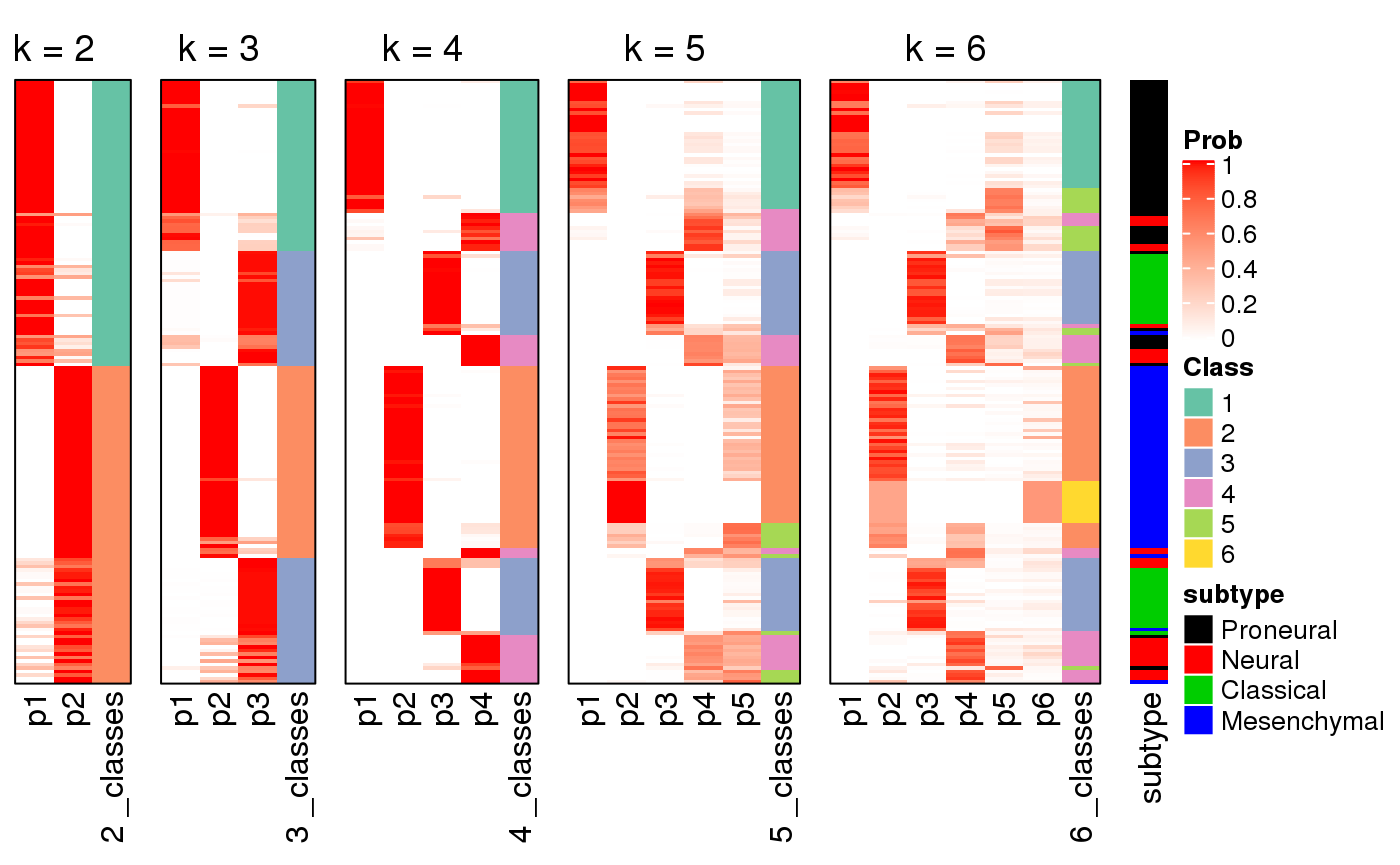 k = 2
k = 3
k = 4
k = 5
k = 6
p1
p2
2_classes
p1
p2
p3
3_classes
p1
p2
p3
p4
4_classes
p1
p2
p3
p4
p5
5_classes
p1
p2
p3
p4
p5
p6
6_classes
subtype
Prob
1
0.8
0.6
0.4
0.2
0
Class
1
2
3
4
5
6
subtype
Proneural
Neural
Classical
Mesenchymal